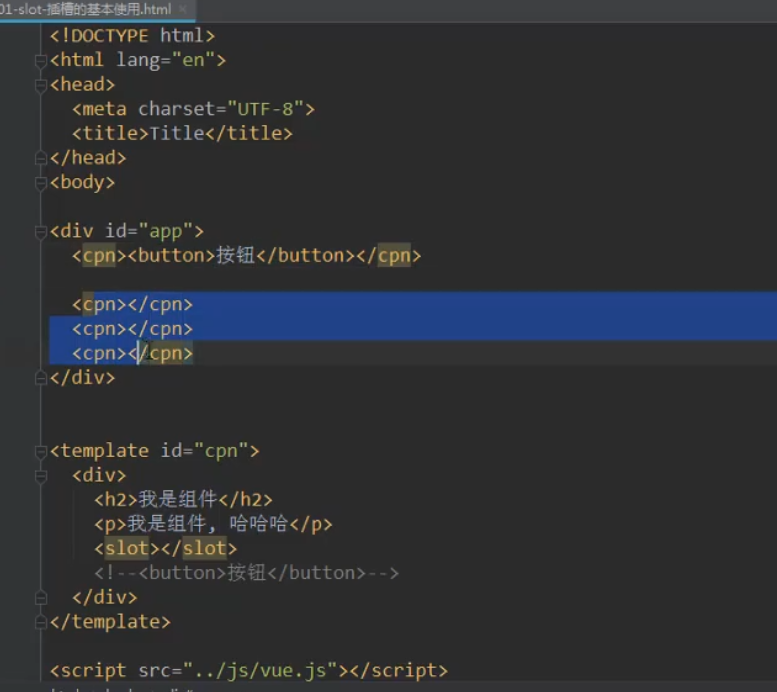 01-slot-插槽的基本使用.html ×
<!DOCTYPE html>
<html lang="en">
<head>
<meta charset="UTF-8">
<title>Title</title>
</head>
<body>
<div id="app">
<cpn><button>按钮</button></cpn>
<cpn></cpn>
<cpn></cpn>
<cpn></cpn>
</div>
<template id="cpn">
<div>
<h2>我是组件</h2>
<p>我是组件, 哈哈哈</p>
<slot></slot>
<!--<button>按钮</button>-->
</div>
</template>
<script src="../js/vue.js"></script>